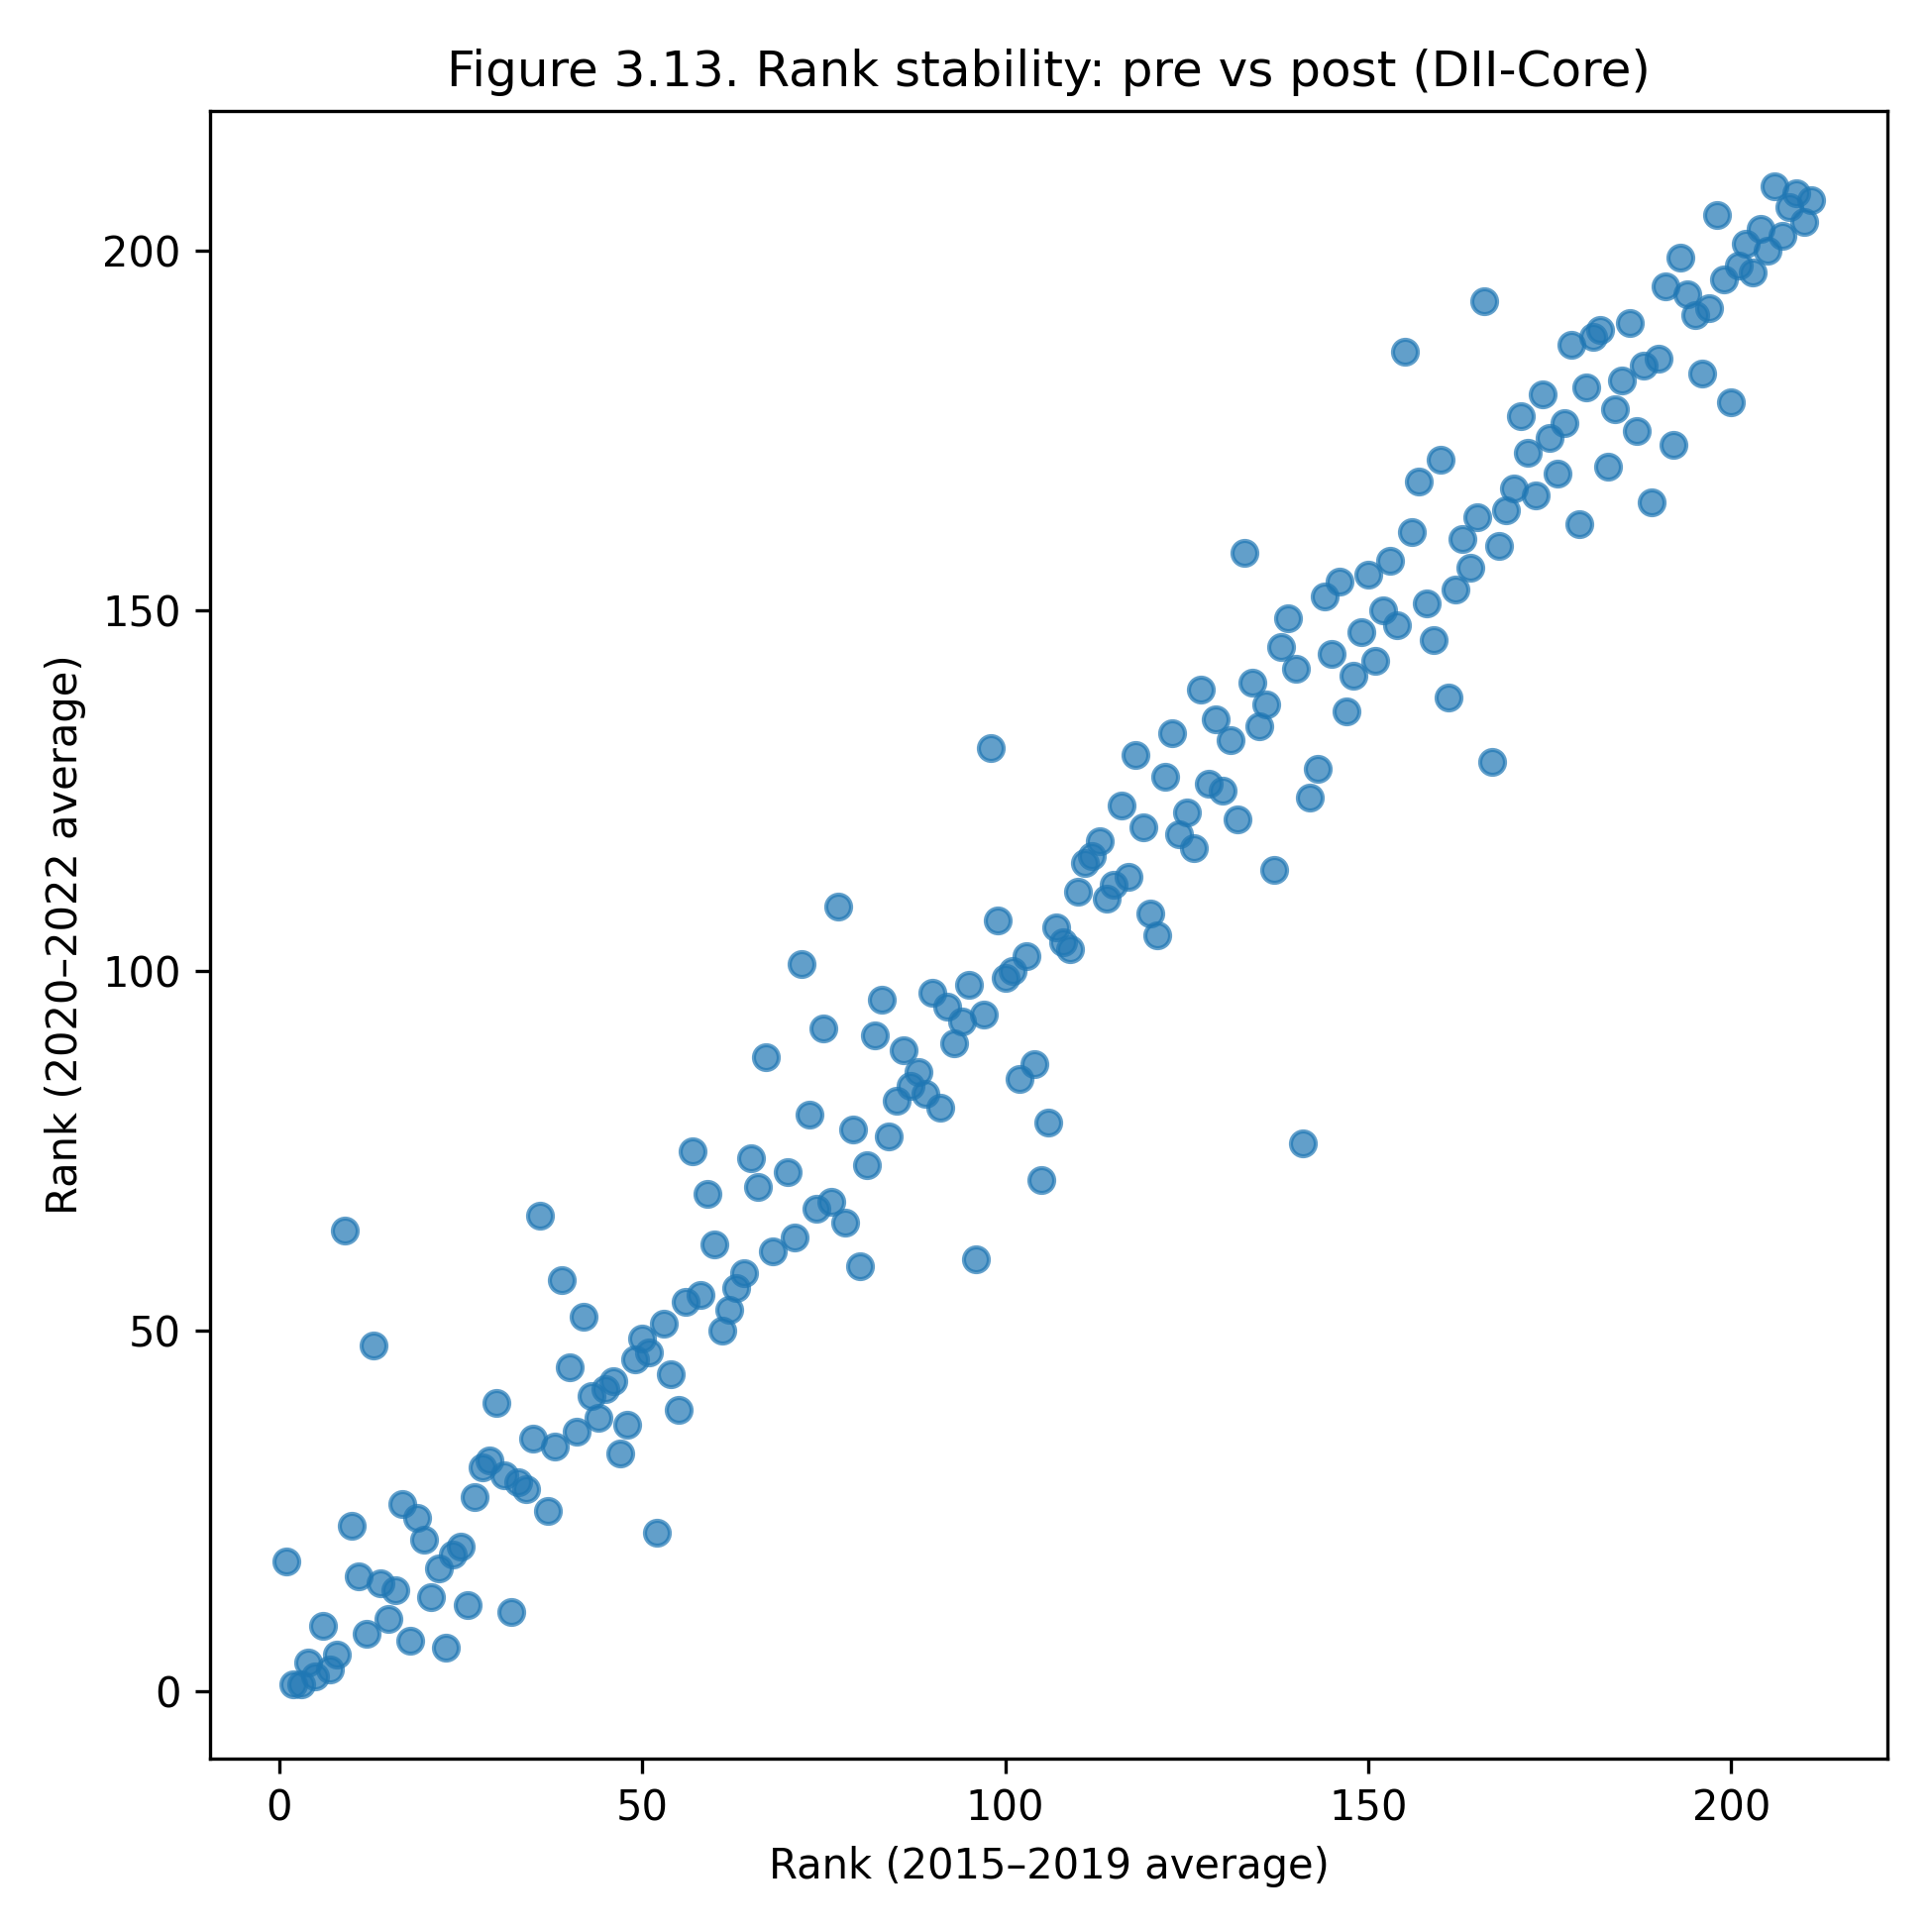 Figure 3.13. Rank stability: pre vs post (DII-Core)
Rank (2020–2022 average)
200
150
100
50
0
0 50 100 150 200
Rank (2015–2019 average)